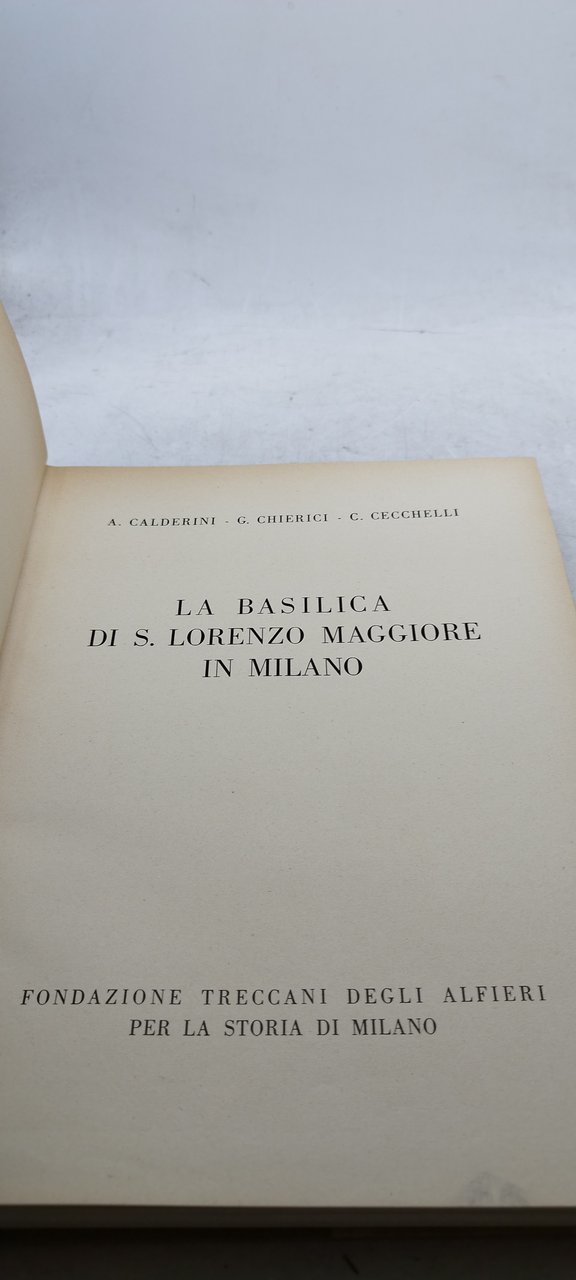 A. CALDERINI - G. CHIERICI - C. CECCHELLI
LA BASILICA
DI S. LORENZO MAGGIORE
IN MILANO
FONDAZIONE TRECCANI DEGLI ALFIERI
PER LA STORIA DI MILANO